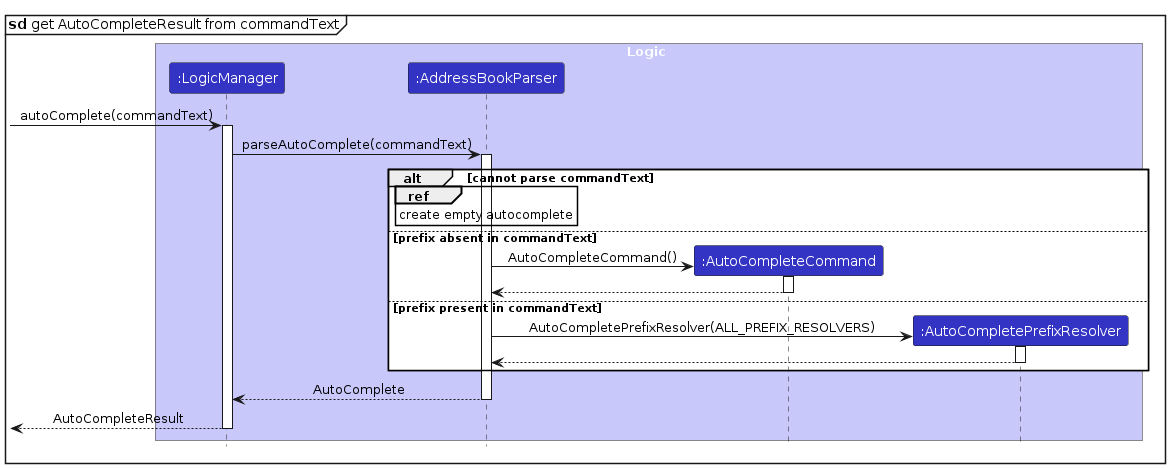 sd get AutoCompleteResult from commandText
Logic
:LogicManager
:AddressBookParser
autoComplete(commandText)
parseAutoComplete(commandText)
alt [cannot parse commandText]
ref
create empty autocomplete
[prefix absent in commandText]
AutoCompleteCommand()
:AutoCompleteCommand
[prefix present in commandText]
AutoCompletePrefixResolver(ALL_PREFIX_RESOLVERS)
:AutoCompletePrefixResolver
AutoComplete
AutoCompleteResult